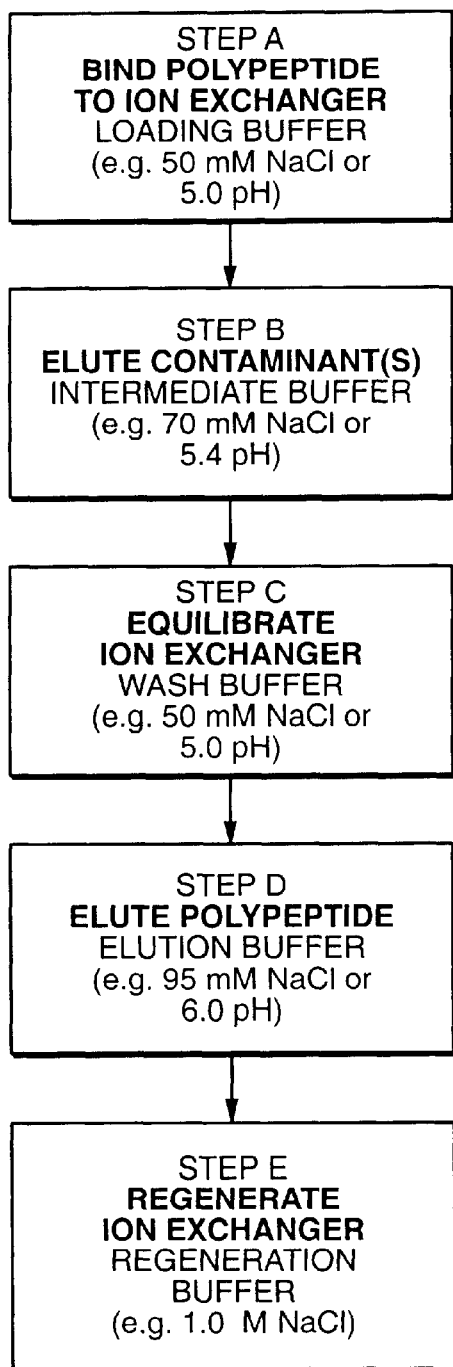 STEP A
BIND POLYPEPTIDE
TO ION EXCHANGER
LOADING BUFFER
(e.g. 50 mM NaCl or
5.0 pH)
STEP B
ELUTE CONTAMINANT(S)
INTERMEDIATE BUFFER
(e.g. 70 mM NaCl or
5.4 pH)
STEP C
EQUILIBRATE
ION EXCHANGER
WASH BUFFER
(e.g. 50 mM NaCl or
5.0 pH)
STEP D
ELUTE POLYPEPTIDE
ELUTION BUFFER
(e.g. 95 mM NaCl or
6.0 pH)
STEP E
REGENERATE
ION EXCHANGER
REGENERATION
BUFFER
(e.g. 1.0 M NaCl)